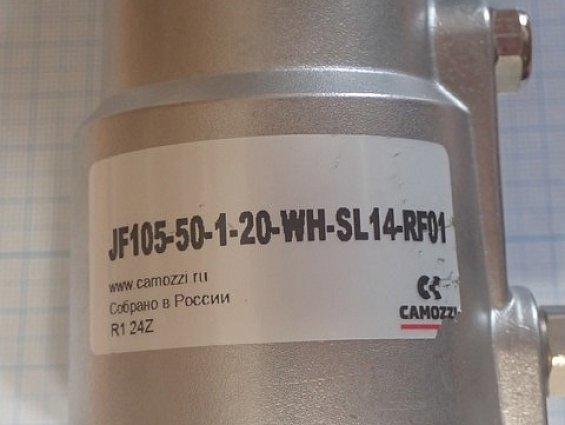 JF105-50-1-20-WH-SL14-RF01
www.camozzi.ru
Собрано в России
R1 24Z
CAMOZZI